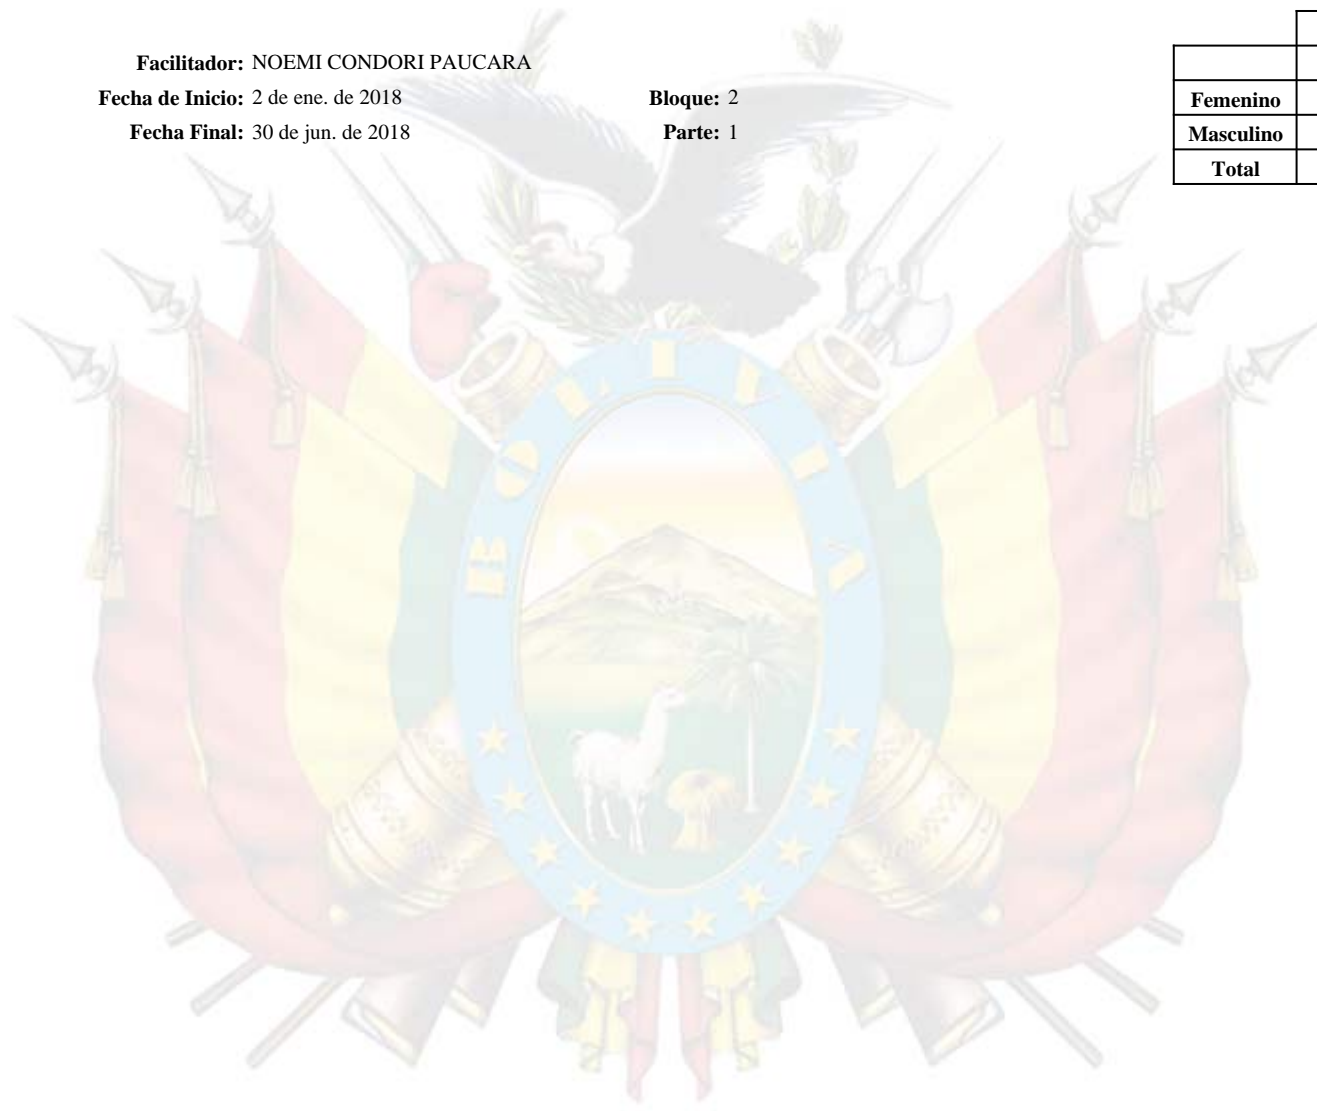 Facilitador: NOEMI CONDORI PAUCARA
Fecha de Inicio: 2 de ene. de 2018 Bloque: 2
Fecha Final: 30 de jun. de 2018 Parte: 1
Femenino
Masculino
Total
BOLIVIA